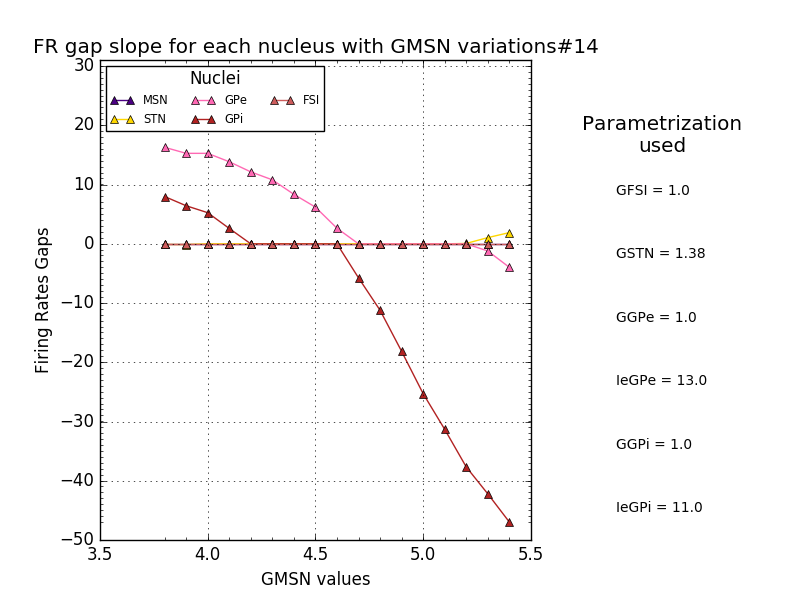 FR gap slope for each nucleus with GMSN variations#14
Nuclei
MSN GPe FSI
STN GPi
30
20
10
0
−10
−20
−30
−40
−50
Firing Rates Gaps
3.5 4.0 4.5 5.0 5.5
GMSN values
Parametrization
used
GFSI = 1.0
GSTN = 1.38
GGPe = 1.0
IeGPe = 13.0
GGPi = 1.0
IeGPi = 11.0